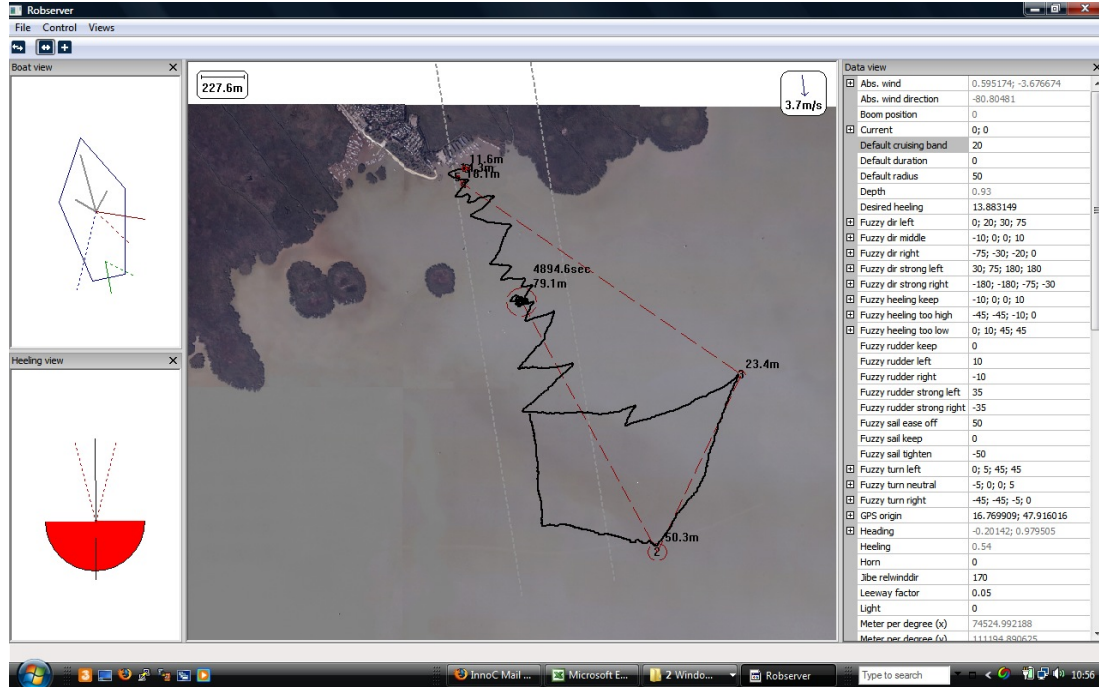 Robserver
File Control Views
Boat view
Heeling view
227.6m
3.7m/s
11.6m
18.1m
4894.6sec
79.1m
23.4m
3
50.3m
2
Data view
Abs. wind 0.595174; -3.676674
Abs. wind direction -80.80481
Boom position 0
Current 0; 0
Default cruising band 20
Default duration 0
Default radius 50
Depth 0.93
Desired heeling 13.883149
Fuzzy dir left 0; 20; 30; 75
Fuzzy dir middle -10; 0; 0; 10
Fuzzy dir right -75; -30; -20; 0
Fuzzy dir strong left 30; 75; 180; 180
Fuzzy dir strong right -180; -180; -75; -30
Fuzzy heeling keep -10; 0; 0; 10
Fuzzy heeling too high -45; -45; -10; 0
Fuzzy heeling too low 0; 10; 45; 45
Fuzzy rudder keep 0
Fuzzy rudder left 10
Fuzzy rudder right -10
Fuzzy rudder strong left 35
Fuzzy rudder strong right -35
Fuzzy sail ease off 50
Fuzzy sail keep 0
Fuzzy sail tighten -50
Fuzzy turn left 0; 5; 45; 45
Fuzzy turn neutral -5; 0; 0; 5
Fuzzy turn right -45; -45; -5; 0
GPS origin 16.769909; 47.916016
Heading -0.20142; 0.979505
Heeling 0.54
Horn 0
Jibe relwinddir 170
Leeway factor 0.05
Light 0
Meter per degree (x) 74524.992188
Meter per degree (y) 111194.890625
InnoC Mail ...
Microsoft E...
2 Windo...
Robserver
Type to search
10:56